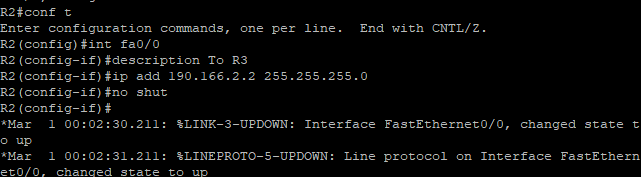 R2#conf t
Enter configuration commands, one per line.  End with CNTL/Z.
R2(config)#int fa0/0
R2(config-if)#description To R3
R2(config-if)#ip add 190.166.2.2 255.255.255.0
R2(config-if)#no shut
R2(config-if)#
*Mar  1 00:02:30.211: %LINK-3-UPDOWN: Interface FastEthernet0/0, changed state t
o up
*Mar  1 00:02:31.211: %LINEPROTO-5-UPDOWN: Line protocol on Interface FastEthern
et0/0, changed state to up